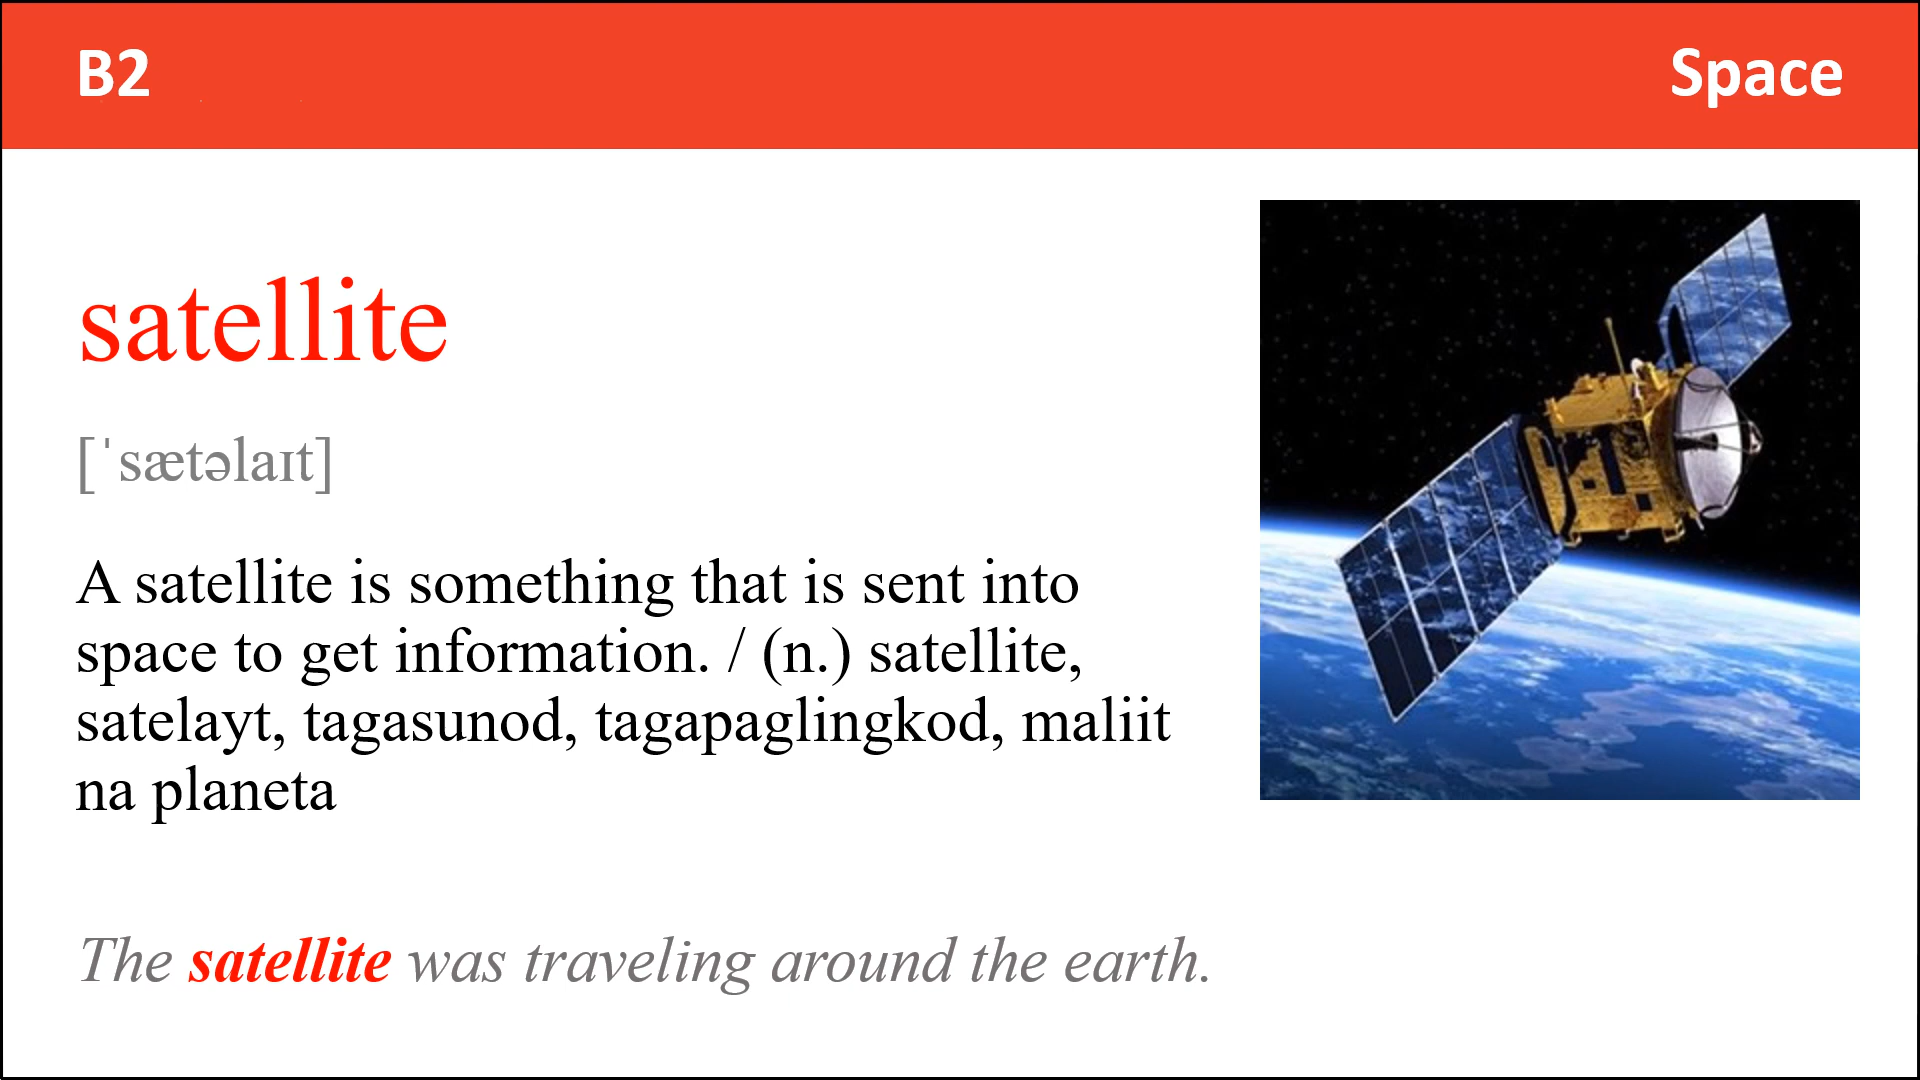 B2
Space
satellite
[ˈsætəlaɪt]
A satellite is something that is sent into
space to get information. / (n.) satellite,
satelayt, tagasunod, tagapaglingkod, maliit
na planeta
The satellite was traveling around the earth.